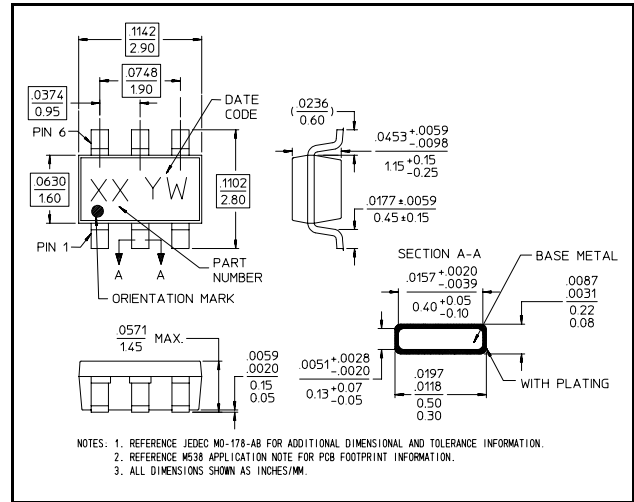 .1142
2.90
.0748
1.90
.0374
0.95
DATE
CODE
PIN 6
.0630
1.60
XX YW
.1102
2.80
PIN 1
A A
PART
NUMBER
ORIENTATION MARK
( .0236
0.60 )
.0453 +.0059
-.0098
1.15 +0.15
-0.25
.0177 ±.0059
0.45 ±0.15
SECTION A-A
BASE METAL
.0157 +.0020
-.0039
0.40 +0.05
-0.10
.0087
.0031
0.22
0.08
.0571
1.45 MAX.
.0059
.0020
0.15
0.05
.0051 +.0028
-.0020
0.13 +0.07
-0.05
.0197
.0118
0.50
0.30
WITH PLATING
NOTES: 1. REFERENCE JEDEC MO-178-AB FOR ADDITIONAL DIMENSIONAL AND TOLERANCE INFORMATION.
2. REFERENCE M538 APPLICATION NOTE FOR PCB FOOTPRINT INFORMATION.
3. ALL DIMENSIONS SHOWN AS INCHES/MM.